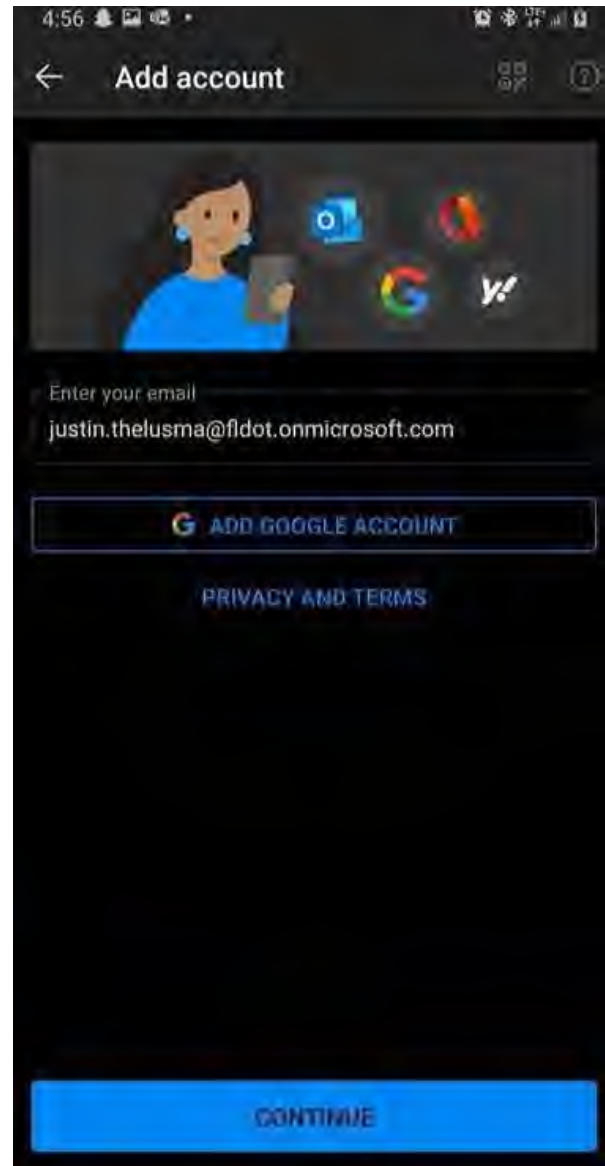 4:56
Add account
Enter your email
justin.thelusma@fldot.onmicrosoft.com
G ADD GOOGLE ACCOUNT
PRIVACY AND TERMS
CONTINUE